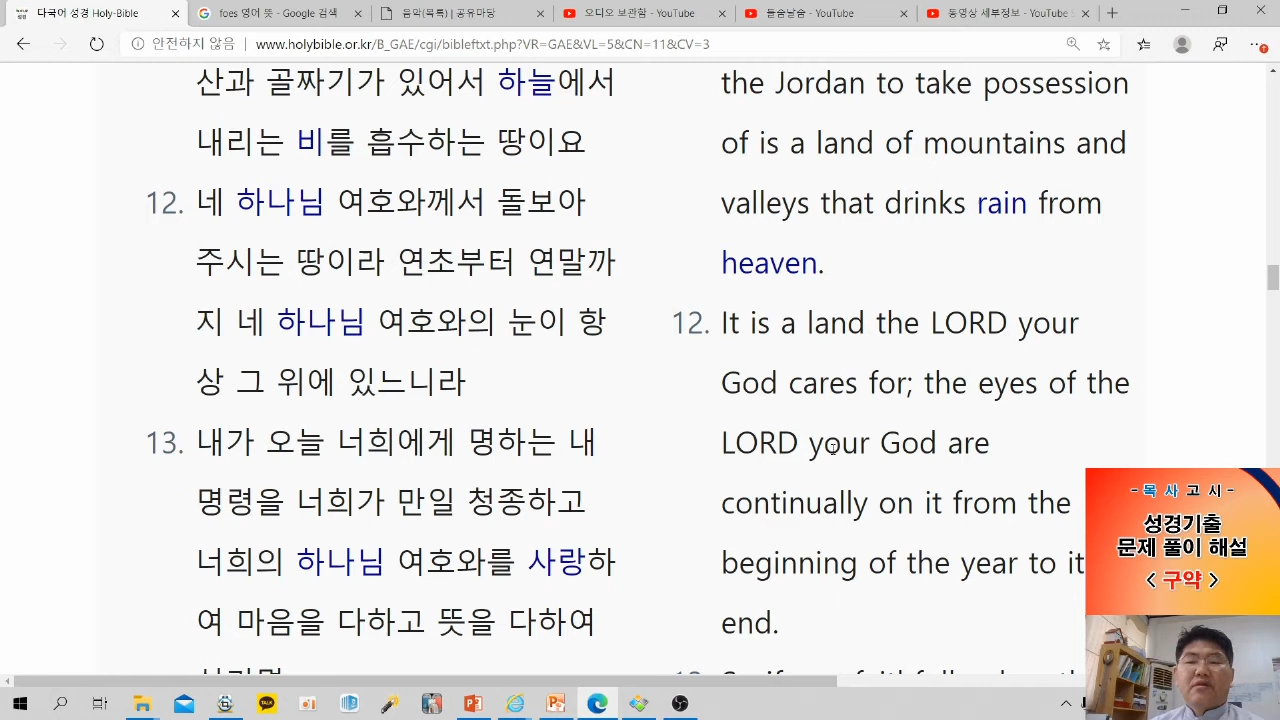 다국어 성경 Holy-Bible
foes 영어 뜻 - Google 검색
음악(목록) | 공유마당
오디오 보관함 - YouTube
돌솜달솜 - YouTube
동영상 세부정보 - YouTube S
안전하지 않음
www.holybible.or.kr/B_GAE/cgi/bibleftxt.php?VR=GAE&VL=5&CN=11&CV=3
산과 골짜기가 있어서 하늘에서
내리는 비를 흡수하는 땅이요
12. 네 하나님 여호와께서 돌보아
주시는 땅이라 연초부터 연말까
지 네 하나님 여호와의 눈이 항
상 그 위에 있느니라
13. 내가 오늘 너희에게 명하는 내
명령을 너희가 만일 청종하고
너희의 하나님 여호와를 사랑하
여 마음을 다하고 뜻을 다하여
the Jordan to take possession
of is a land of mountains and
valleys that drinks rain from
heaven.
12. It is a land the LORD your
God cares for; the eyes of the
LORD your God are
continually on it from the
beginning of the year to it
end.
- 목 사 고 시 -
성경기출
문제 풀이 해설
< 구약 >
TALK